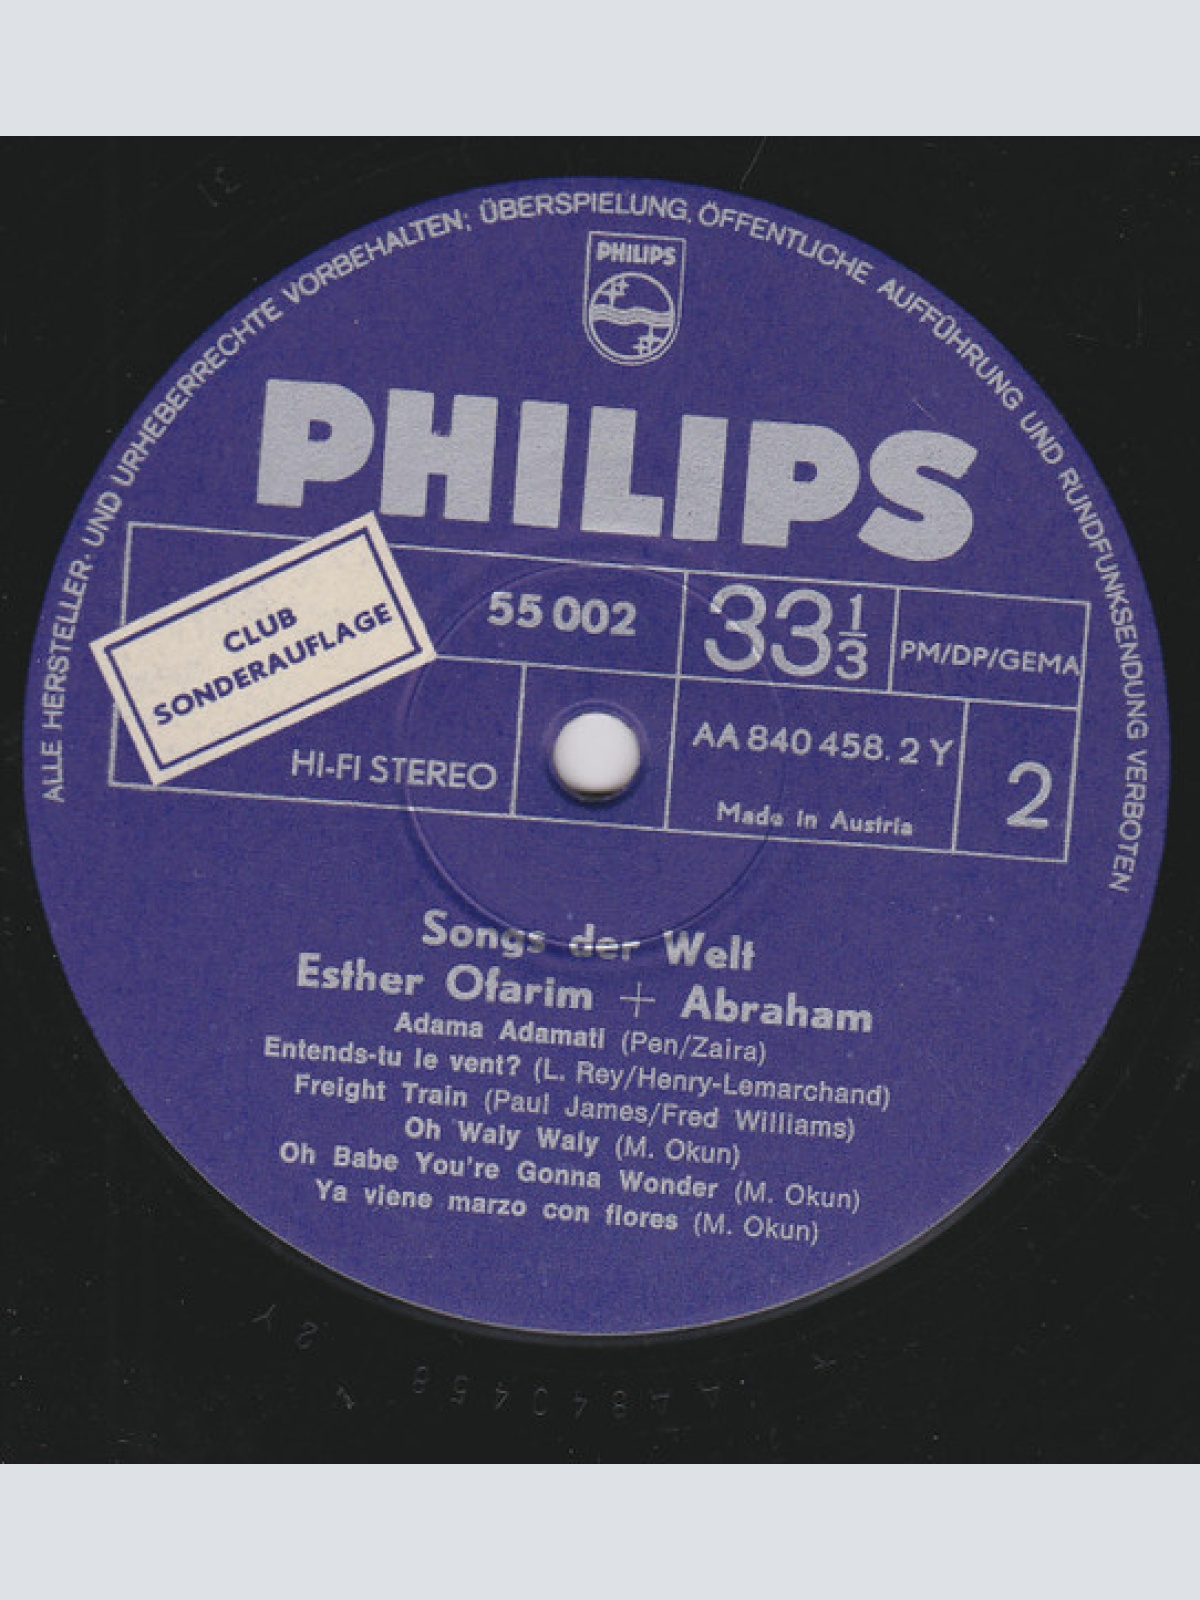 ALLE HERSTELLER- UND URHEBERRECHTE VORBEHALTEN; ÜBERSPIELUNG, ÖFFENTLICHE AUFFÜHRUNG UND RUNDFUNKSENDUNG VERBOTEN
PHILIPS
PHILIPS
CLUB
SONDERAUFLAGE
55 002
33 1/3
PM/DP/GEMA
HI-FI STEREO
AA 840 458. 2 Y
Made in Austria
2
Songs der Welt
Esther Ofarim + Abraham
Adama Adamati (Pen/Zaira)
Entends-tu le vent? (L. Rey/Henry-Lemarchand)
Freight Train (Paul James/Fred Williams)
Oh Waly Waly (M. Okun)
Oh Babe You're Gonna Wonder (M. Okun)
Ya viene marzo con flores (M. Okun)